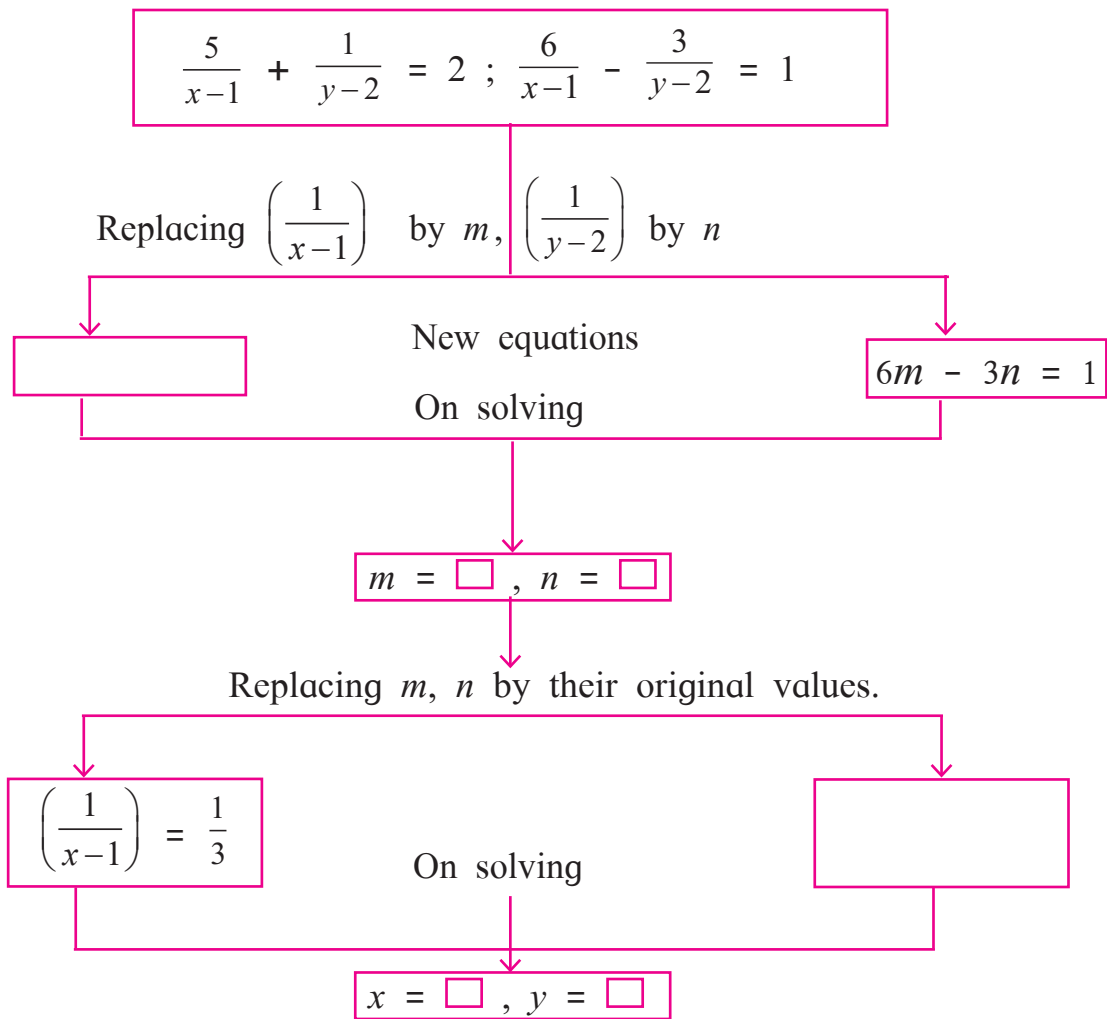 5/(x−1) + 1/(y−2) = 2 ; 6/(x−1) - 3/(y−2) = 1
Replacing (1/(x−1)) by m, (1/(y−2)) by n
New equations
6m - 3n = 1
On solving
m = □ , n = □
Replacing m, n by their original values.
(1/(x−1)) = 1/3
On solving
x = □ , y = □